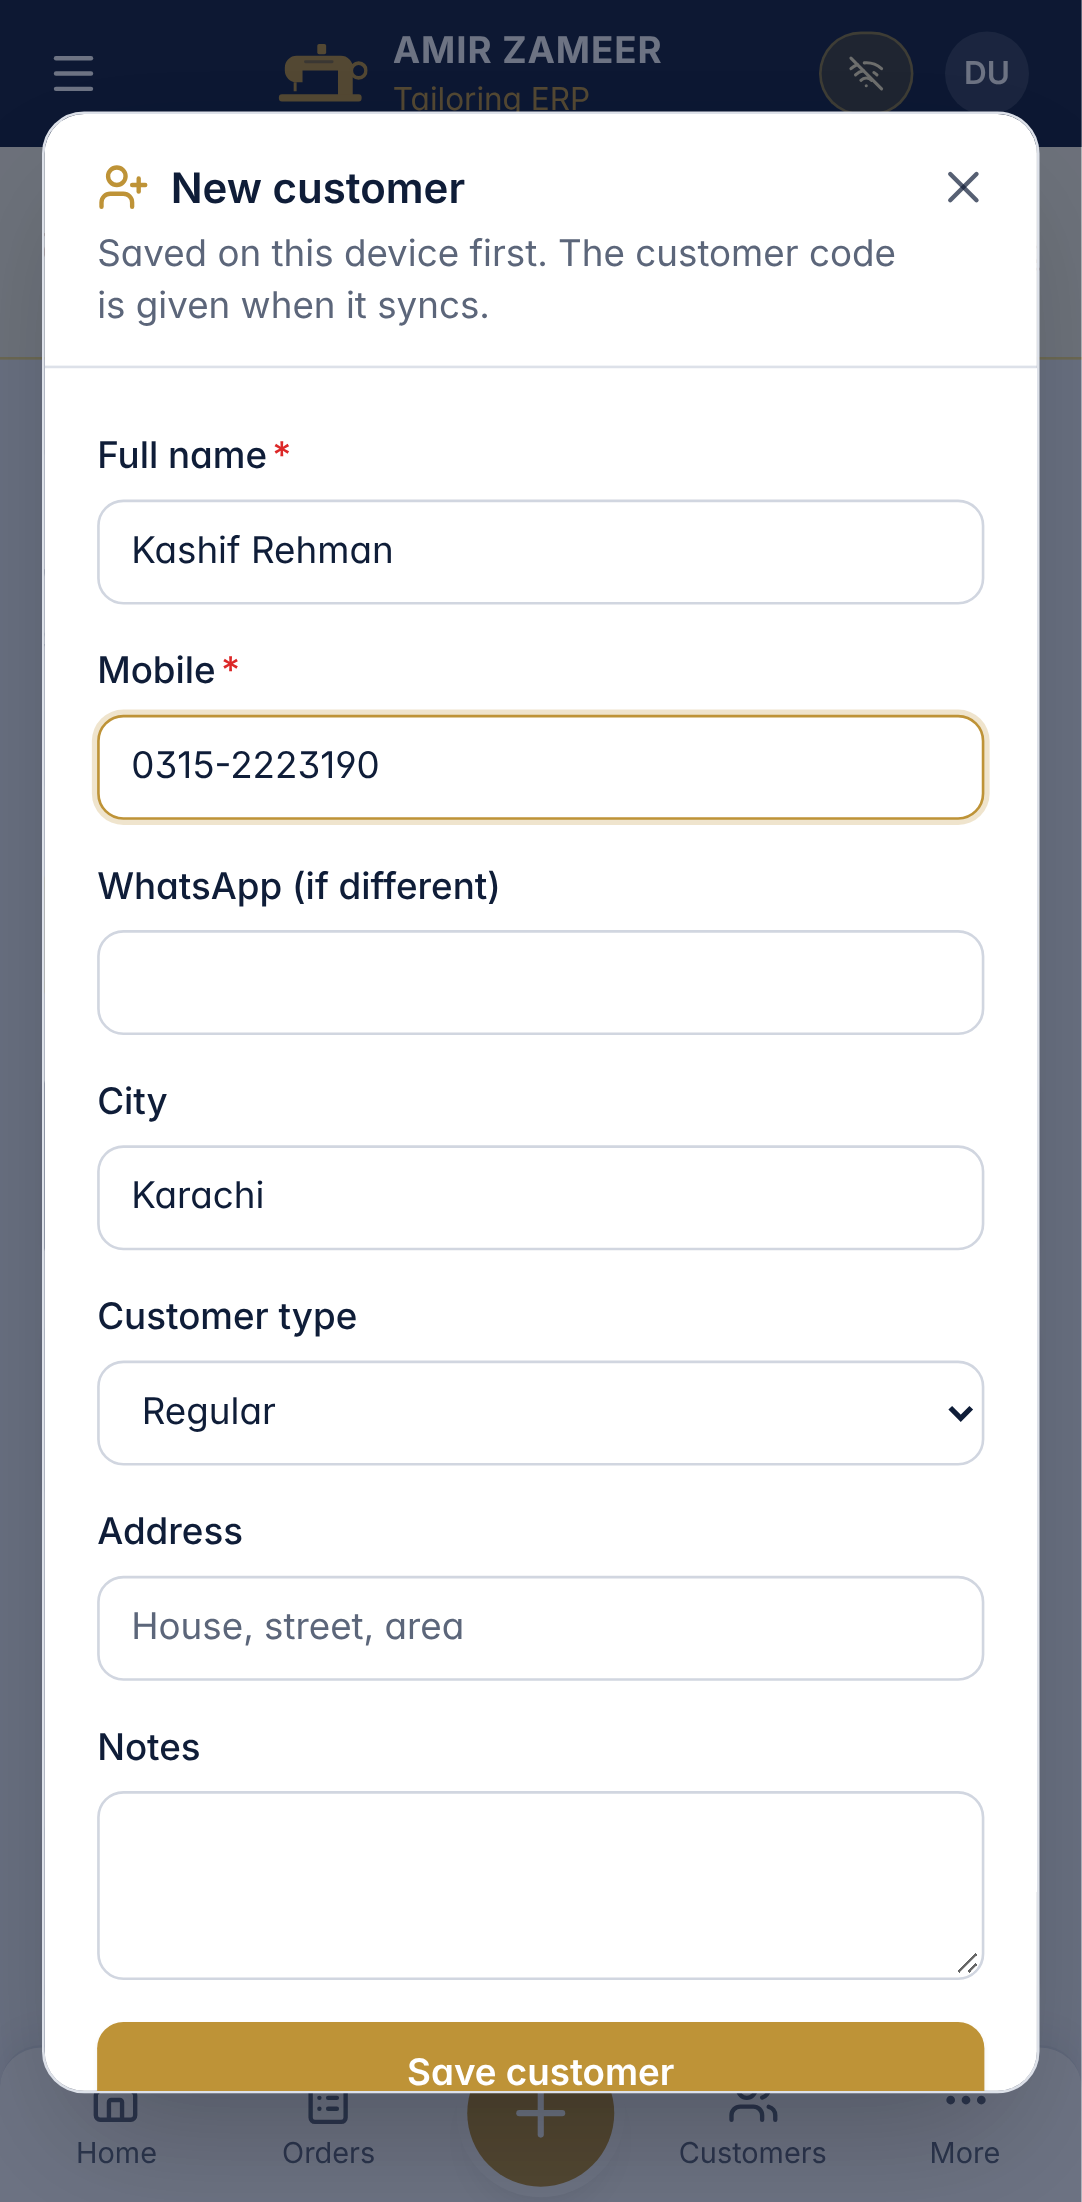 AMIR ZAMEER
Tailoring ERP
DU
New customer
Saved on this device first. The customer code
is given when it syncs.
Full name *
Kashif Rehman
Mobile *
0315-2223190
WhatsApp (if different)
City
Karachi
Customer type
Regular
Address
House, street, area
Notes
Save customer
Home
Orders
Customers
More